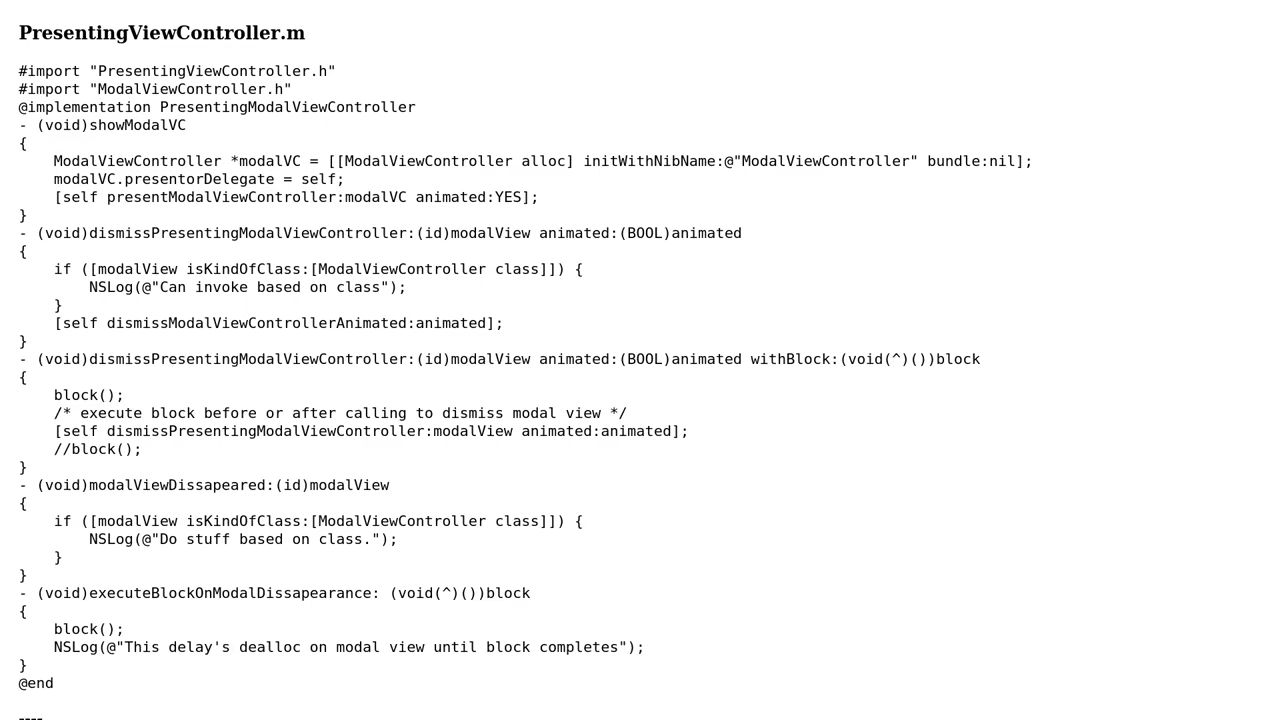 PresentingViewController.m
#import "PresentingViewController.h"
#import "ModalViewController.h"
@implementation PresentingModalViewController
- (void)showModalVC
{
    ModalViewController *modalVC = [[ModalViewController alloc] initWithNibName:@"ModalViewController" bundle:nil];
    modalVC.presentorDelegate = self;
    [self presentModalViewController:modalVC animated:YES];
}
- (void)dismissPresentingModalViewController:(id)modalView animated:(BOOL)animated
{
    if ([modalView isKindOfClass:[ModalViewController class]]) {
        NSLog(@"Can invoke based on class");
    }
    [self dismissModalViewControllerAnimated:animated];
}
- (void)dismissPresentingModalViewController:(id)modalView animated:(BOOL)animated withBlock:(void(^)())block
{
    block();
    /* execute block before or after calling to dismiss modal view */
    [self dismissPresentingModalViewController:modalView animated:animated];
    //block();
}
- (void)modalViewDissapeared:(id)modalView
{
    if ([modalView isKindOfClass:[ModalViewController class]]) {
        NSLog(@"Do stuff based on class.");
    }
}
- (void)executeBlockOnModalDissapearance: (void(^)())block
{
    block();
    NSLog(@"This delay's dealloc on modal view until block completes");
}
@end
----